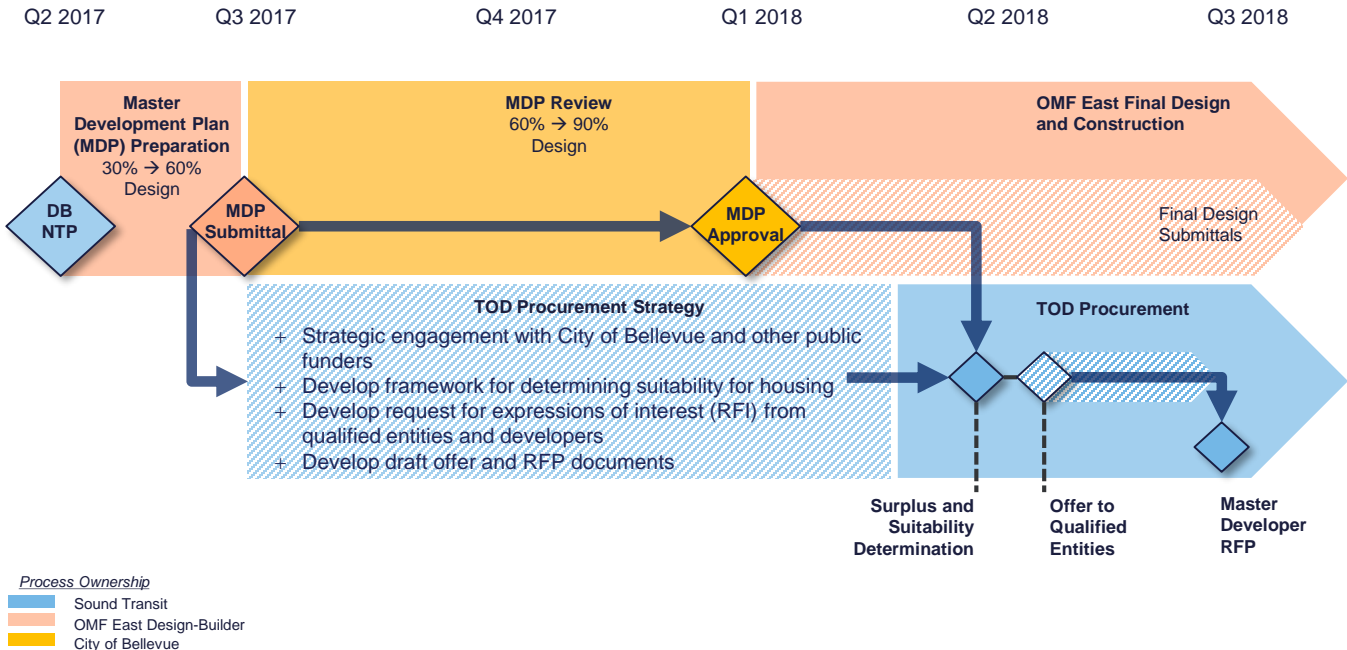 Q2 2017
Q3 2017
Q4 2017
Q1 2018
Q2 2018
Q3 2018
Master
Development Plan
(MDP) Preparation
30% → 60%
Design
MDP Review
60% → 90%
Design
OMF East Final Design
and Construction
DB
NTP
MDP
Submittal
MDP
Approval
Final Design
Submittals
TOD Procurement Strategy
+ Strategic engagement with City of Bellevue and other public
funders
+ Develop framework for determining suitability for housing
+ Develop request for expressions of interest (RFI) from
qualified entities and developers
+ Develop draft offer and RFP documents
TOD Procurement
Surplus and
Suitability
Determination
Offer to
Qualified
Entities
Master
Developer
RFP
Process Ownership
Sound Transit
OMF East Design-Builder
City of Bellevue